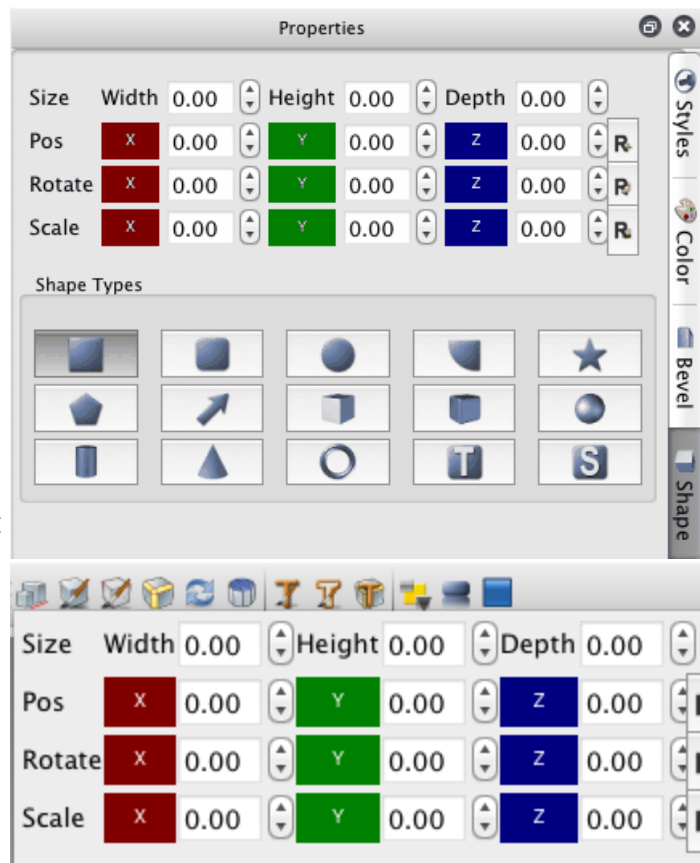 Properties
Size Width 0.00 Height 0.00 Depth 0.00
Pos X 0.00 Y 0.00 Z 0.00 R
Rotate X 0.00 Y 0.00 Z 0.00 R
Scale X 0.00 Y 0.00 Z 0.00 R
Shape Types
T S
Styles
Color
Bevel
Shape
Size Width 0.00 Height 0.00 Depth 0.00
Pos X 0.00 Y 0.00 Z 0.00
Rotate X 0.00 Y 0.00 Z 0.00
Scale X 0.00 Y 0.00 Z 0.00